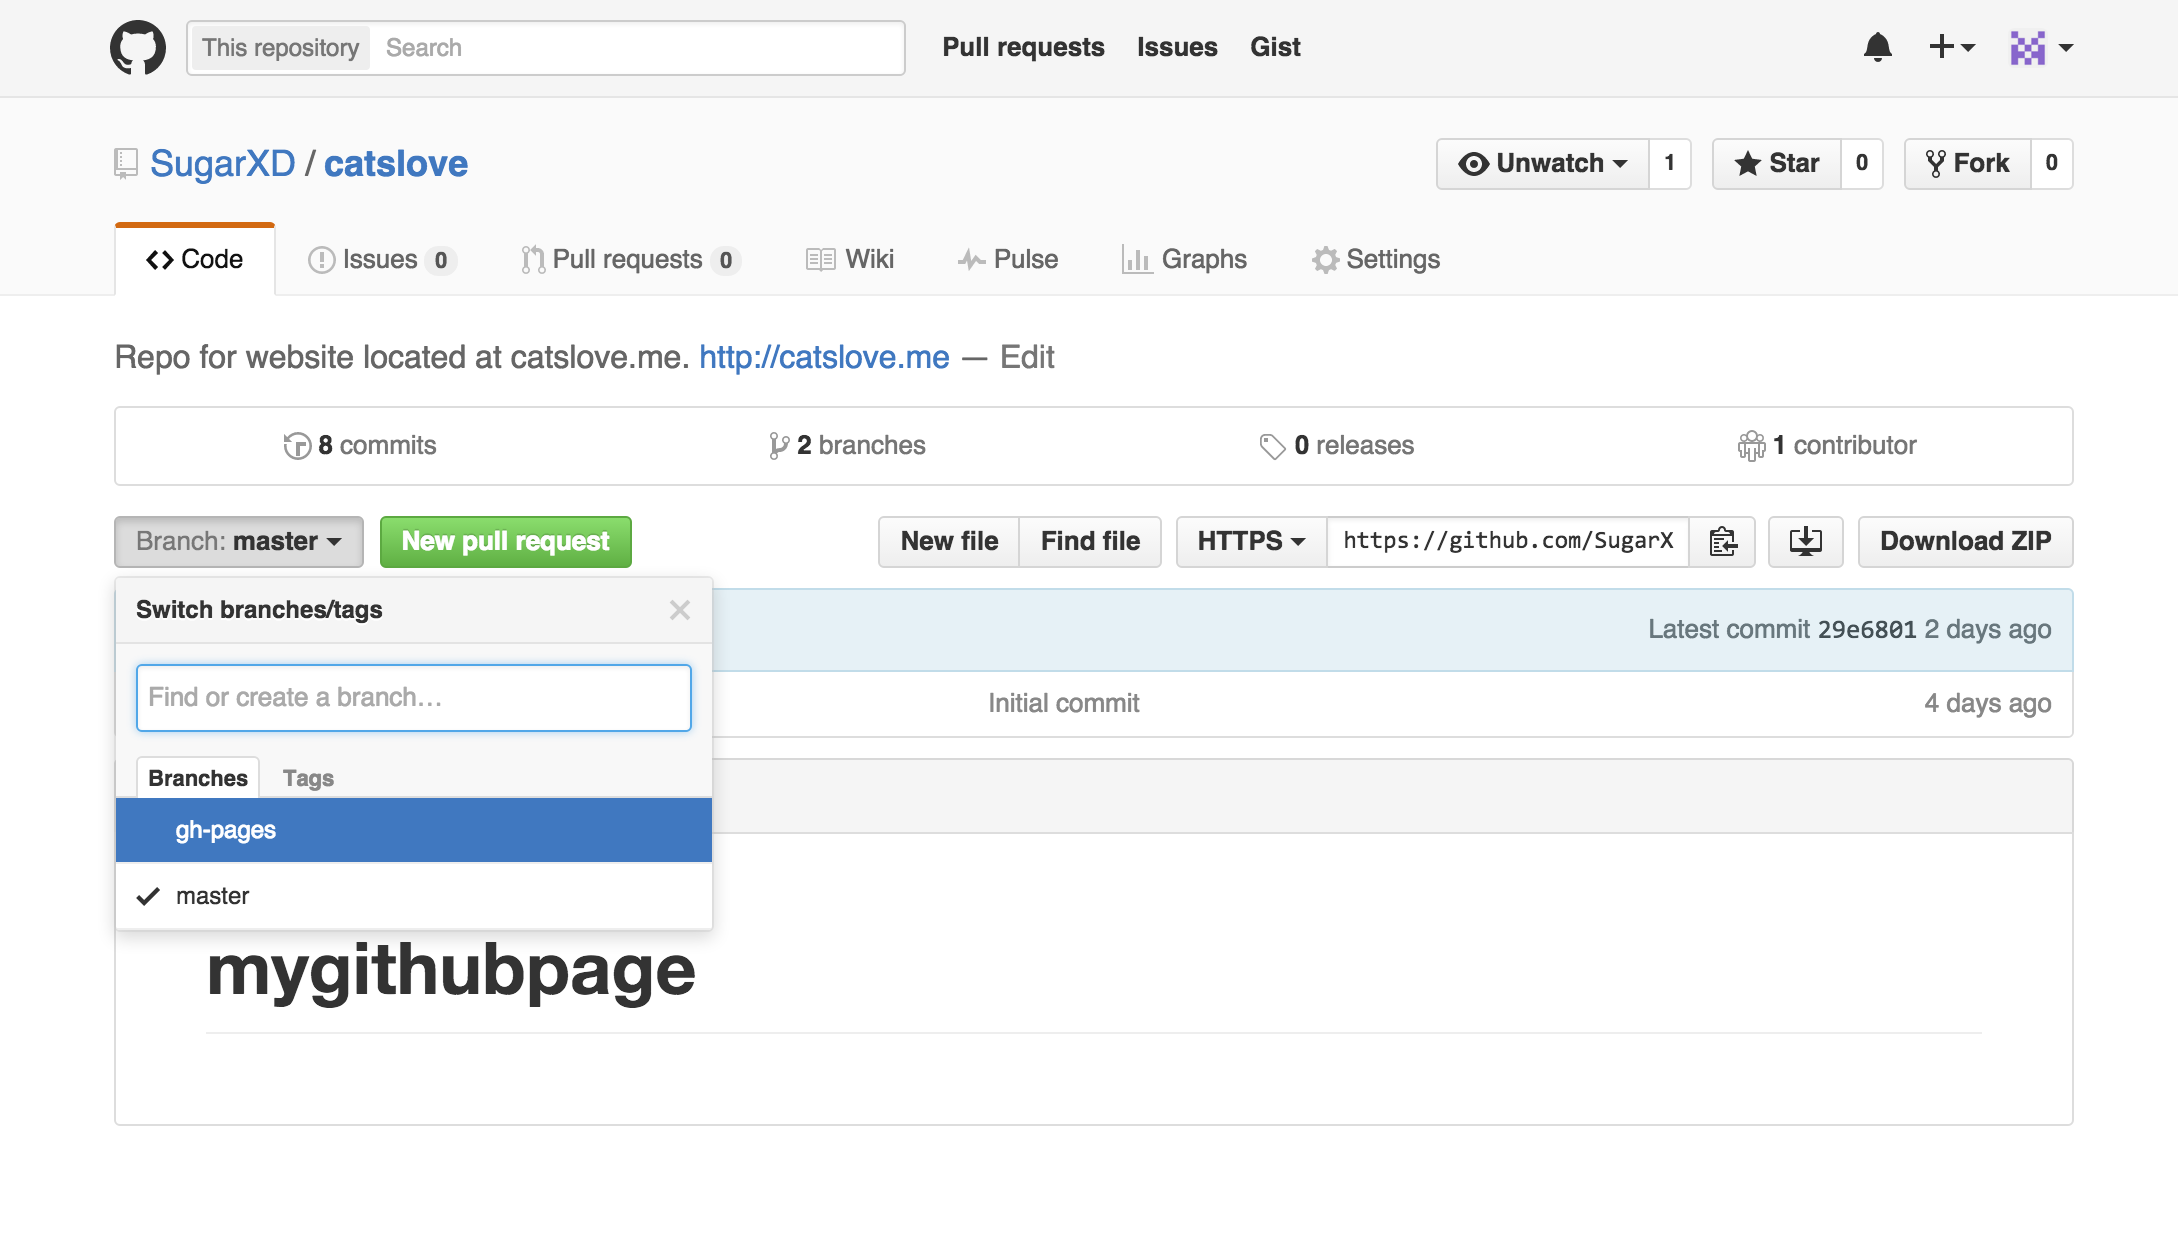 This repository Search Pull requests Issues Gist
SugarXD / catslove Unwatch 1 Star 0 Fork 0
Code Issues 0 Pull requests 0 Wiki Pulse Graphs Settings
Repo for website located at catslove.me. http://catslove.me — Edit
8 commits 2 branches 0 releases 1 contributor
Branch: master New pull request New file Find file HTTPS https://github.com/SugarX Download ZIP
Switch branches/tags
Latest commit 29e6801 2 days ago
Find or create a branch…
Initial commit 4 days ago
Branches Tags
gh-pages
master
mygithubpage